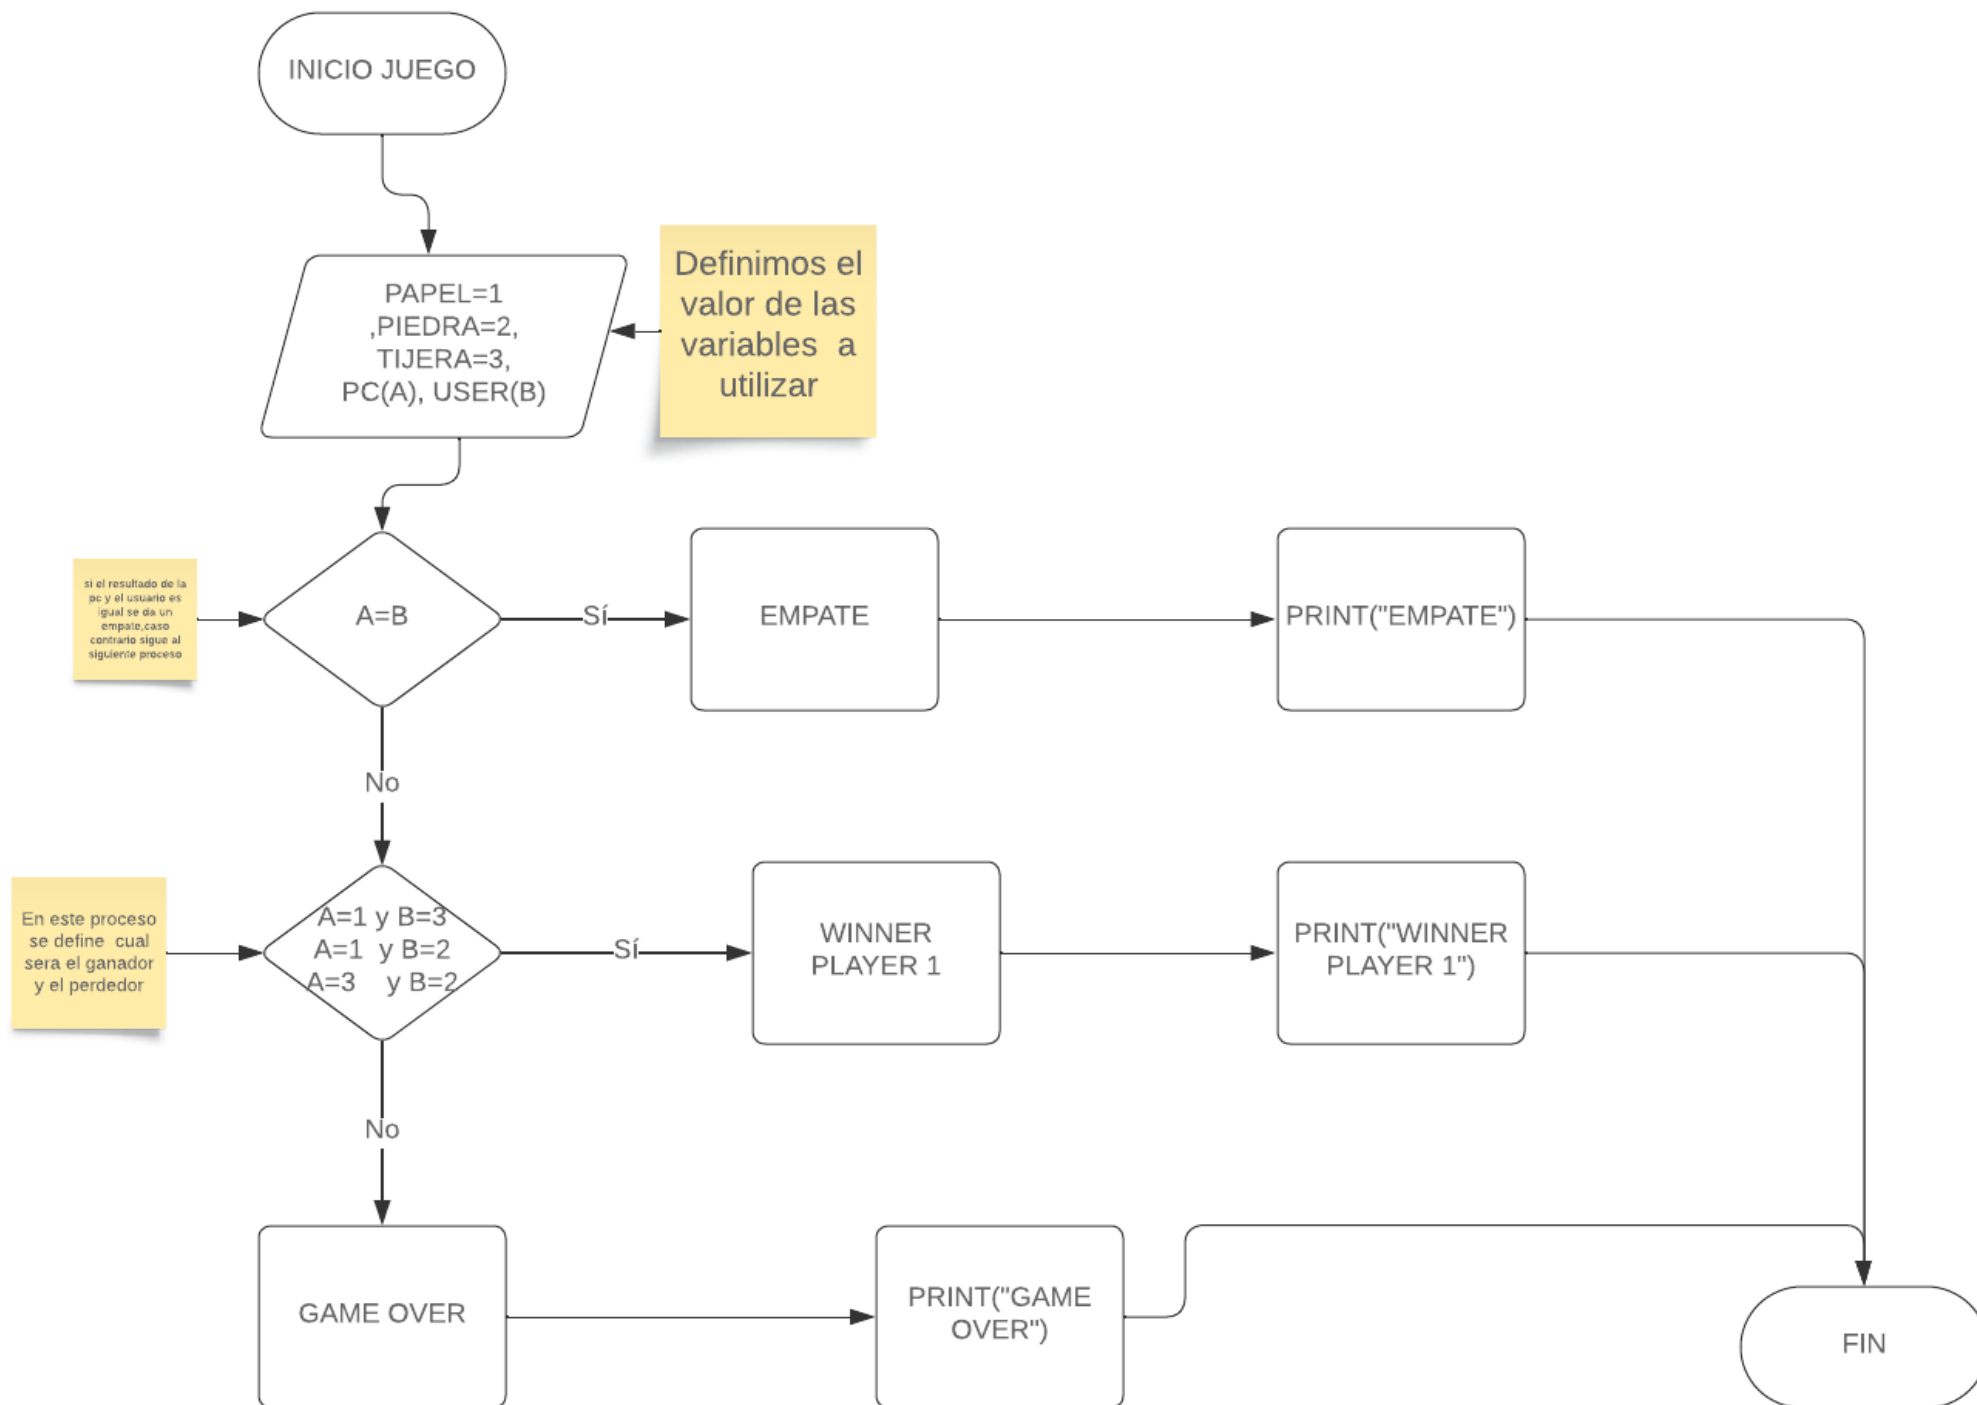 INICIO JUEGO
PAPEL=1
,PIEDRA=2,
TIJERA=3,
PC(A), USER(B)
Definimos el
valor de las
variables  a
utilizar
si el resultado de la
pc y el usuario es
igual se da un
empate,caso
contrario sigue al
siguiente proceso
A=B
Sí
EMPATE
PRINT("EMPATE")
No
En este proceso
se define  cual
sera el ganador
y el perdedor
A=1 y B=3
A=1  y B=2
A=3    y B=2
Sí
WINNER
PLAYER 1
PRINT("WINNER
PLAYER 1")
No
GAME OVER
PRINT("GAME
OVER")
FIN